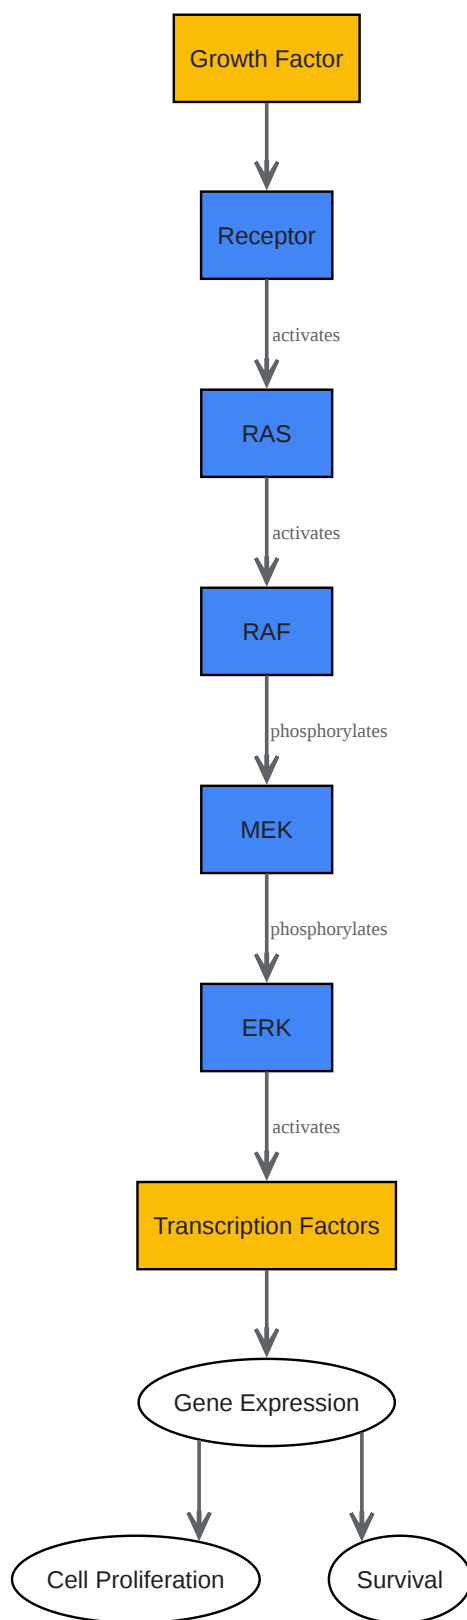 Growth Factor
Receptor
activates
RAS
activates
RAF
phosphorylates
MEK
phosphorylates
ERK
activates
Transcription Factors
Gene Expression
Cell Proliferation
Survival